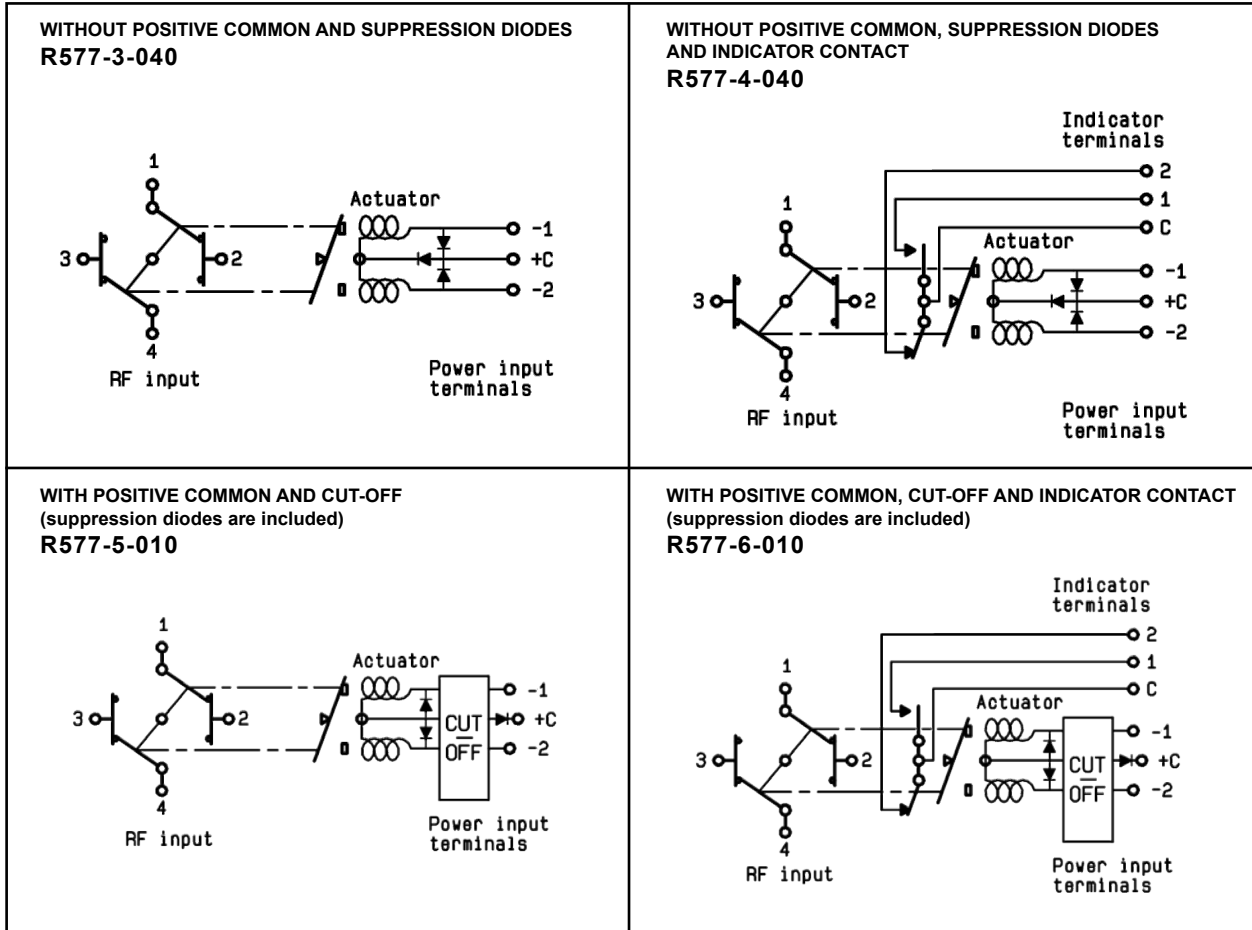 WITHOUT POSITIVE COMMON AND SUPPRESSION DIODES
R577-3-040
1
Actuator
-1
3
2
+C
-2
4
RF input
Power input
terminals
WITHOUT POSITIVE COMMON, SUPPRESSION DIODES
AND INDICATOR CONTACT
R577-4-040
Indicator
terminals
2
1
1
C
Actuator
-1
3
2
+C
-2
4
RF input
Power input
terminals
WITH POSITIVE COMMON AND CUT-OFF
(suppression diodes are included)
R577-5-010
1
Actuator
-1
3
2
CUT
+C
OFF
-2
4
RF input
Power input
terminals
WITH POSITIVE COMMON, CUT-OFF AND INDICATOR CONTACT
(suppression diodes are included)
R577-6-010
Indicator
terminals
2
1
1
C
Actuator
-1
3
2
CUT
+C
OFF
-2
4
RF input
Power input
terminals